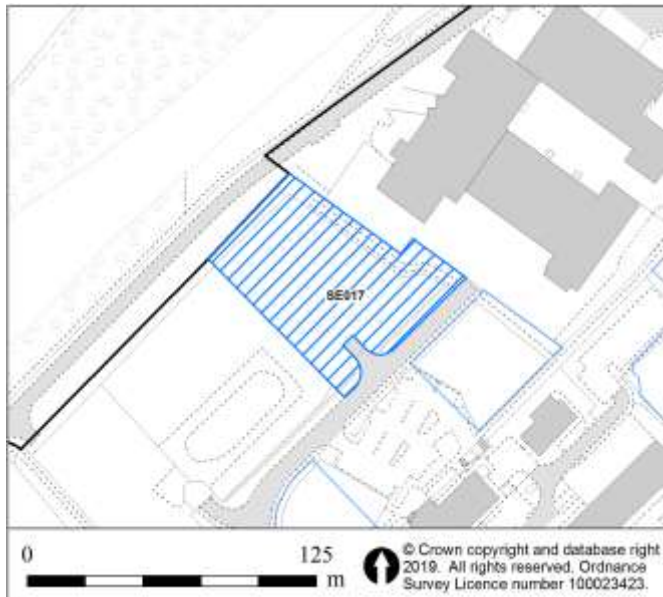 SE017
0 125
m
© Crown copyright and database right
2019. All rights reserved. Ordnance
Survey Licence number 100023423.